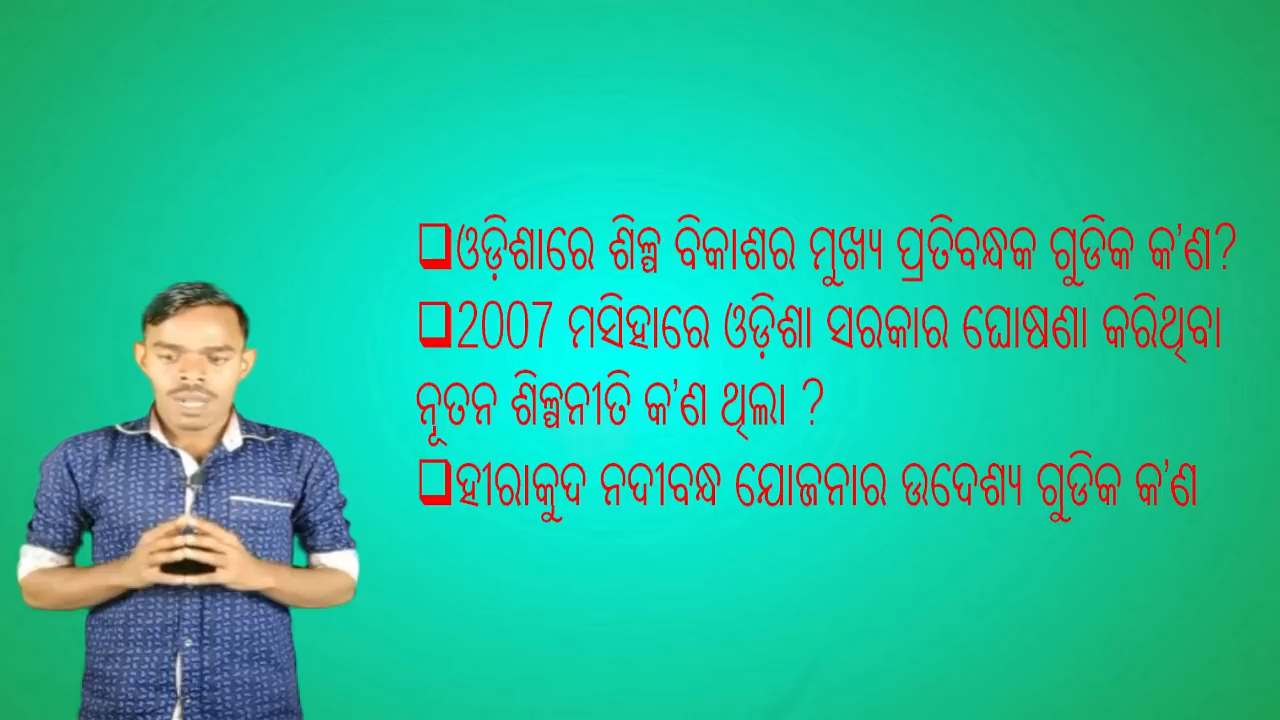 ❑ଓଡ଼ିଶାରେ ଶିଳ୍ପ ବିକାଶର ମୁଖ୍ୟ ପ୍ରତିବନ୍ଧକ ଗୁଡିକ କ’ଣ?
❑2007 ମସିହାରେ ଓଡ଼ିଶା ସରକାର ଘୋଷଣା କରିଥିବା
ନୂତନ ଶିଳ୍ପନୀତି କ’ଣ ଥିଲା ?
❑ହୀରାକୁଦ ନଦୀବନ୍ଧ ଯୋଜନାର ଉଦେଶ୍ୟ ଗୁଡିକ କ’ଣ